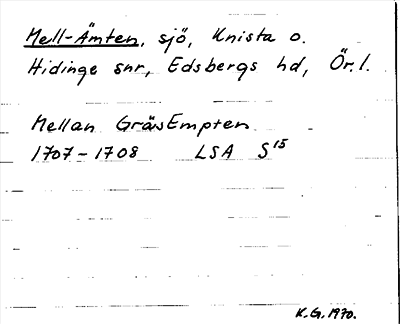 Mell-Ämten, sjö, Knista o.
Hidinge snr, Edsbergs hd, Ör. l.
Mellan GräsEmpten
1707-1708 LSA S¹⁵
K.G. 1970.